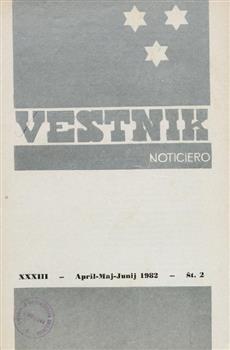 VESTNIK
NOTICIERO
XXXIII – April-Maj-Junij 1982 – Št. 2